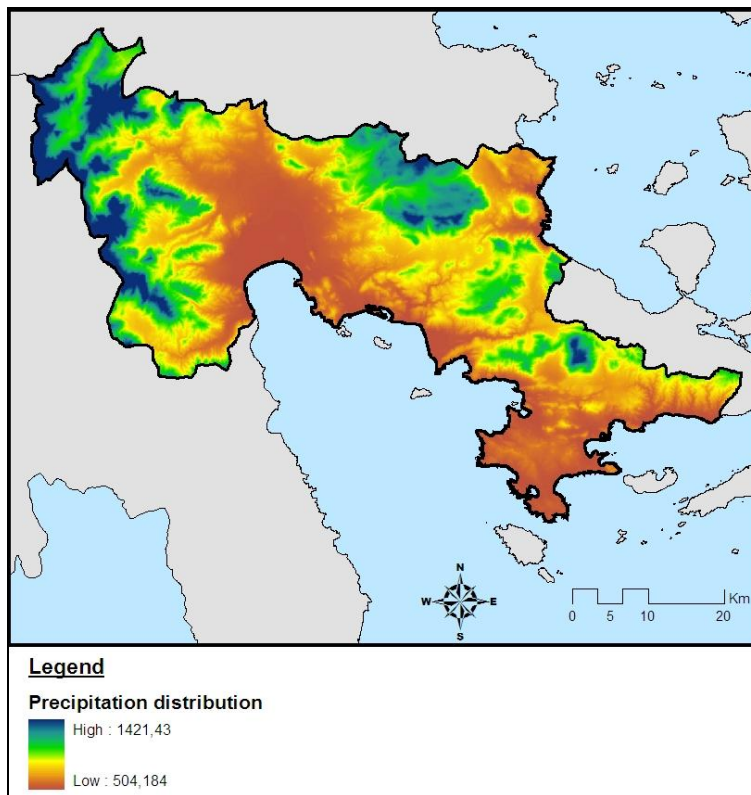 N
W E
S
Km
0 5 10 20
Legend
Precipitation distribution
High : 1421,43
Low : 504,184